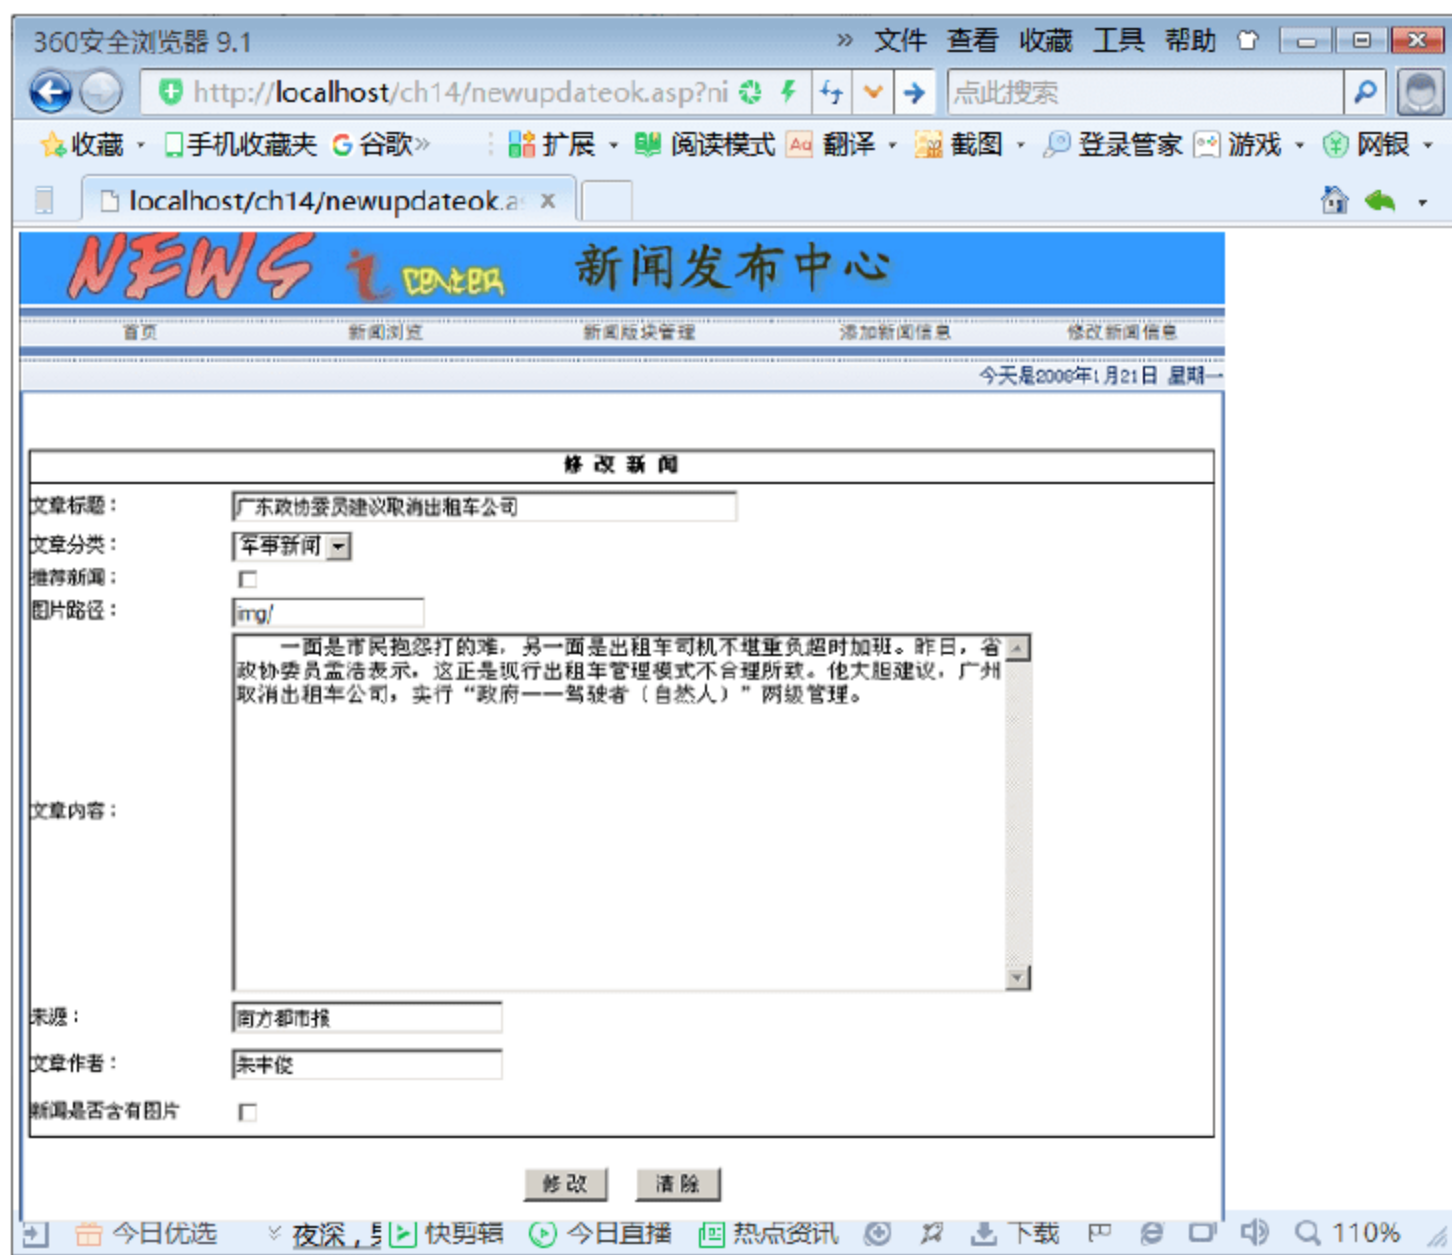 360安全浏览器 9.1 » 文件 查看 收藏 工具 帮助
http://localhost/ch14/newupdateok.asp?ni 点此搜索
收藏 手机收藏夹 G 谷歌» 扩展 阅读模式 Aa 翻译 截图 登录管家 游戏 网银
localhost/ch14/newupdateok.a x
NEWS i CENTER 新闻发布中心
首页 新闻浏览 新闻版块管理 添加新闻信息 修改新闻信息
今天是2008年1月21日 星期一
修 改 新 闻
文章标题： 广东政协委员建议取消出租车公司
文章分类： 军事新闻
推荐新闻：
图片路径： img/
一面是市民抱怨打的难，另一面是出租车司机不堪重负超时加班。昨日，省
政协委员孟浩表示，这正是现行出租车管理模式不合理所致。他大胆建议，广州
取消出租车公司，实行“政府——驾驶者（自然人）”两级管理。
文章内容：
来源： 南方都市报
文章作者： 朱丰俊
新闻是否含有图片
修 改 清 除
今日优选 夜深， 快剪辑 今日直播 热点资讯 下载 110%